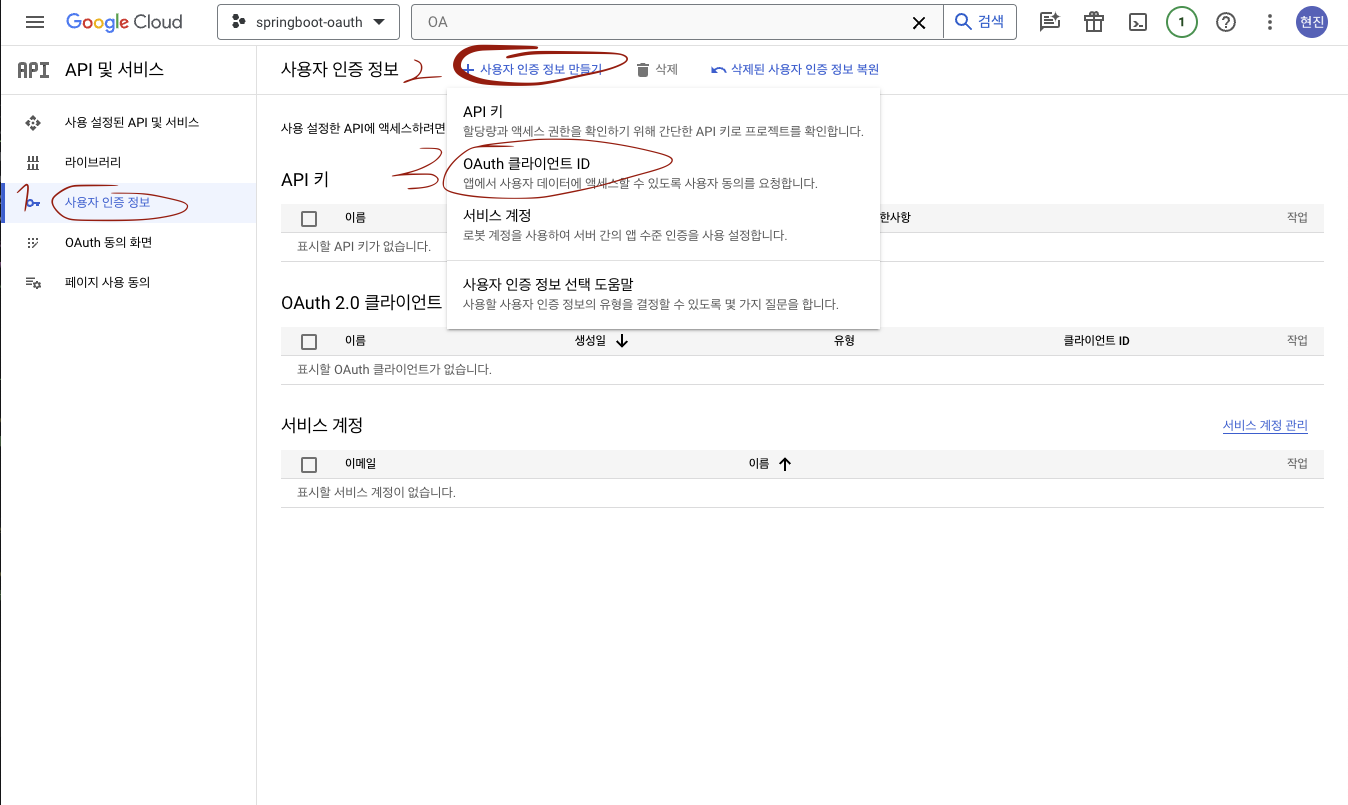 Google Cloud
springboot-oauth
OA
검색
1
현진
API
API 및 서비스
사용자 인증 정보
2
+ 사용자 인증 정보 만들기
삭제
삭제된 사용자 인증 정보 복원
사용 설정된 API 및 서비스
라이브러리
1
사용자 인증 정보
OAuth 동의 화면
페이지 사용 동의
사용 설정한 API에 액세스하려면
API 키
할당량과 액세스 권한을 확인하기 위해 간단한 API 키로 프로젝트를 확인합니다.
3
OAuth 클라이언트 ID
앱에서 사용자 데이터에 액세스할 수 있도록 사용자 동의를 요청합니다.
서비스 계정
로봇 계정을 사용하여 서버 간의 앱 수준 인증을 사용 설정합니다.
사용자 인증 정보 선택 도움말
사용할 사용자 인증 정보의 유형을 결정할 수 있도록 몇 가지 질문을 합니다.
API 키
이름
한사항
작업
표시할 API 키가 없습니다.
OAuth 2.0 클라이언트
이름
생성일
유형
클라이언트 ID
작업
표시할 OAuth 클라이언트가 없습니다.
서비스 계정
서비스 계정 관리
이메일
이름
작업
표시할 서비스 계정이 없습니다.